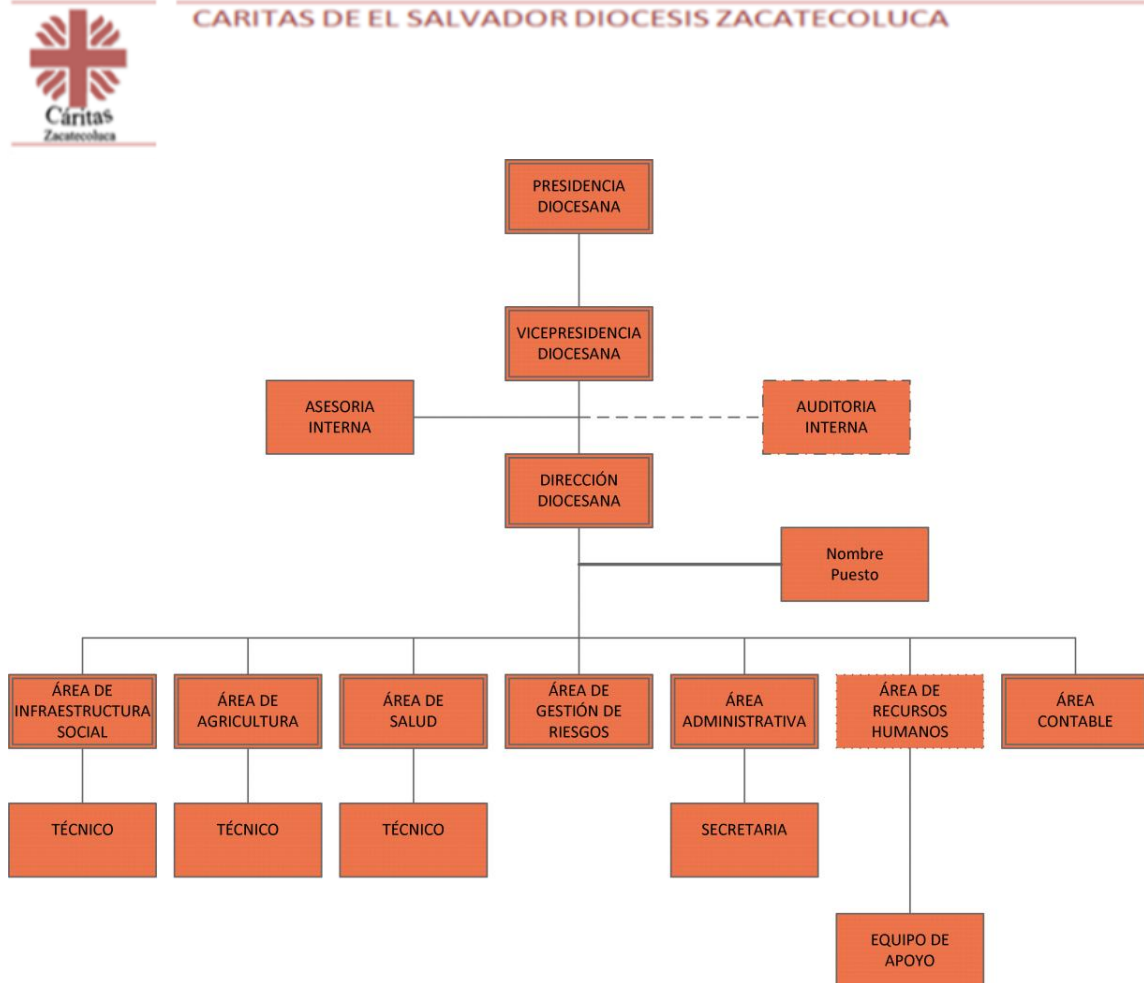 CARITAS DE EL SALVADOR DIOCESIS ZACATECOLUCA
Cáritas
Zacatecoluca
PRESIDENCIA
DIOCESANA
VICEPRESIDENCIA
DIOCESANA
ASESORIA
INTERNA
AUDITORIA
INTERNA
DIRECCIÓN
DIOCESANA
Nombre
Puesto
ÁREA DE
INFRAESTRUCTURA
SOCIAL
ÁREA DE
AGRICULTURA
ÁREA DE
SALUD
ÁREA DE
GESTIÓN DE
RIESGOS
ÁREA
ADMINISTRATIVA
ÁREA DE
RECURSOS
HUMANOS
ÁREA
CONTABLE
TÉCNICO
TÉCNICO
TÉCNICO
SECRETARIA
EQUIPO DE
APOYO